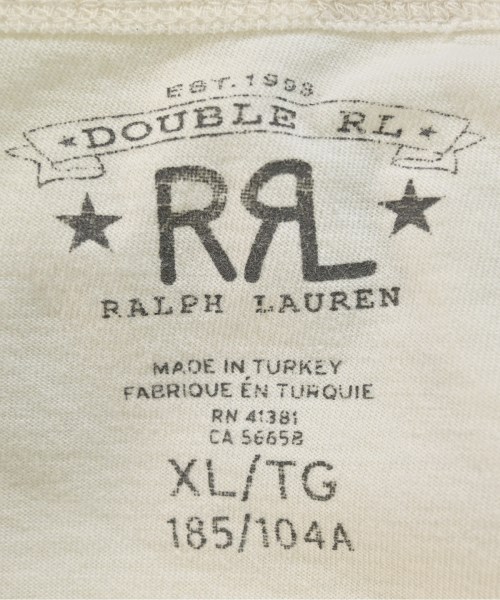 EST. 1993
DOUBLE RL
RRL
RALPH LAUREN
MADE IN TURKEY
FABRIQUE ÉN TURQUIE
RN 41381
CA 56658
XL/TG
185/104A